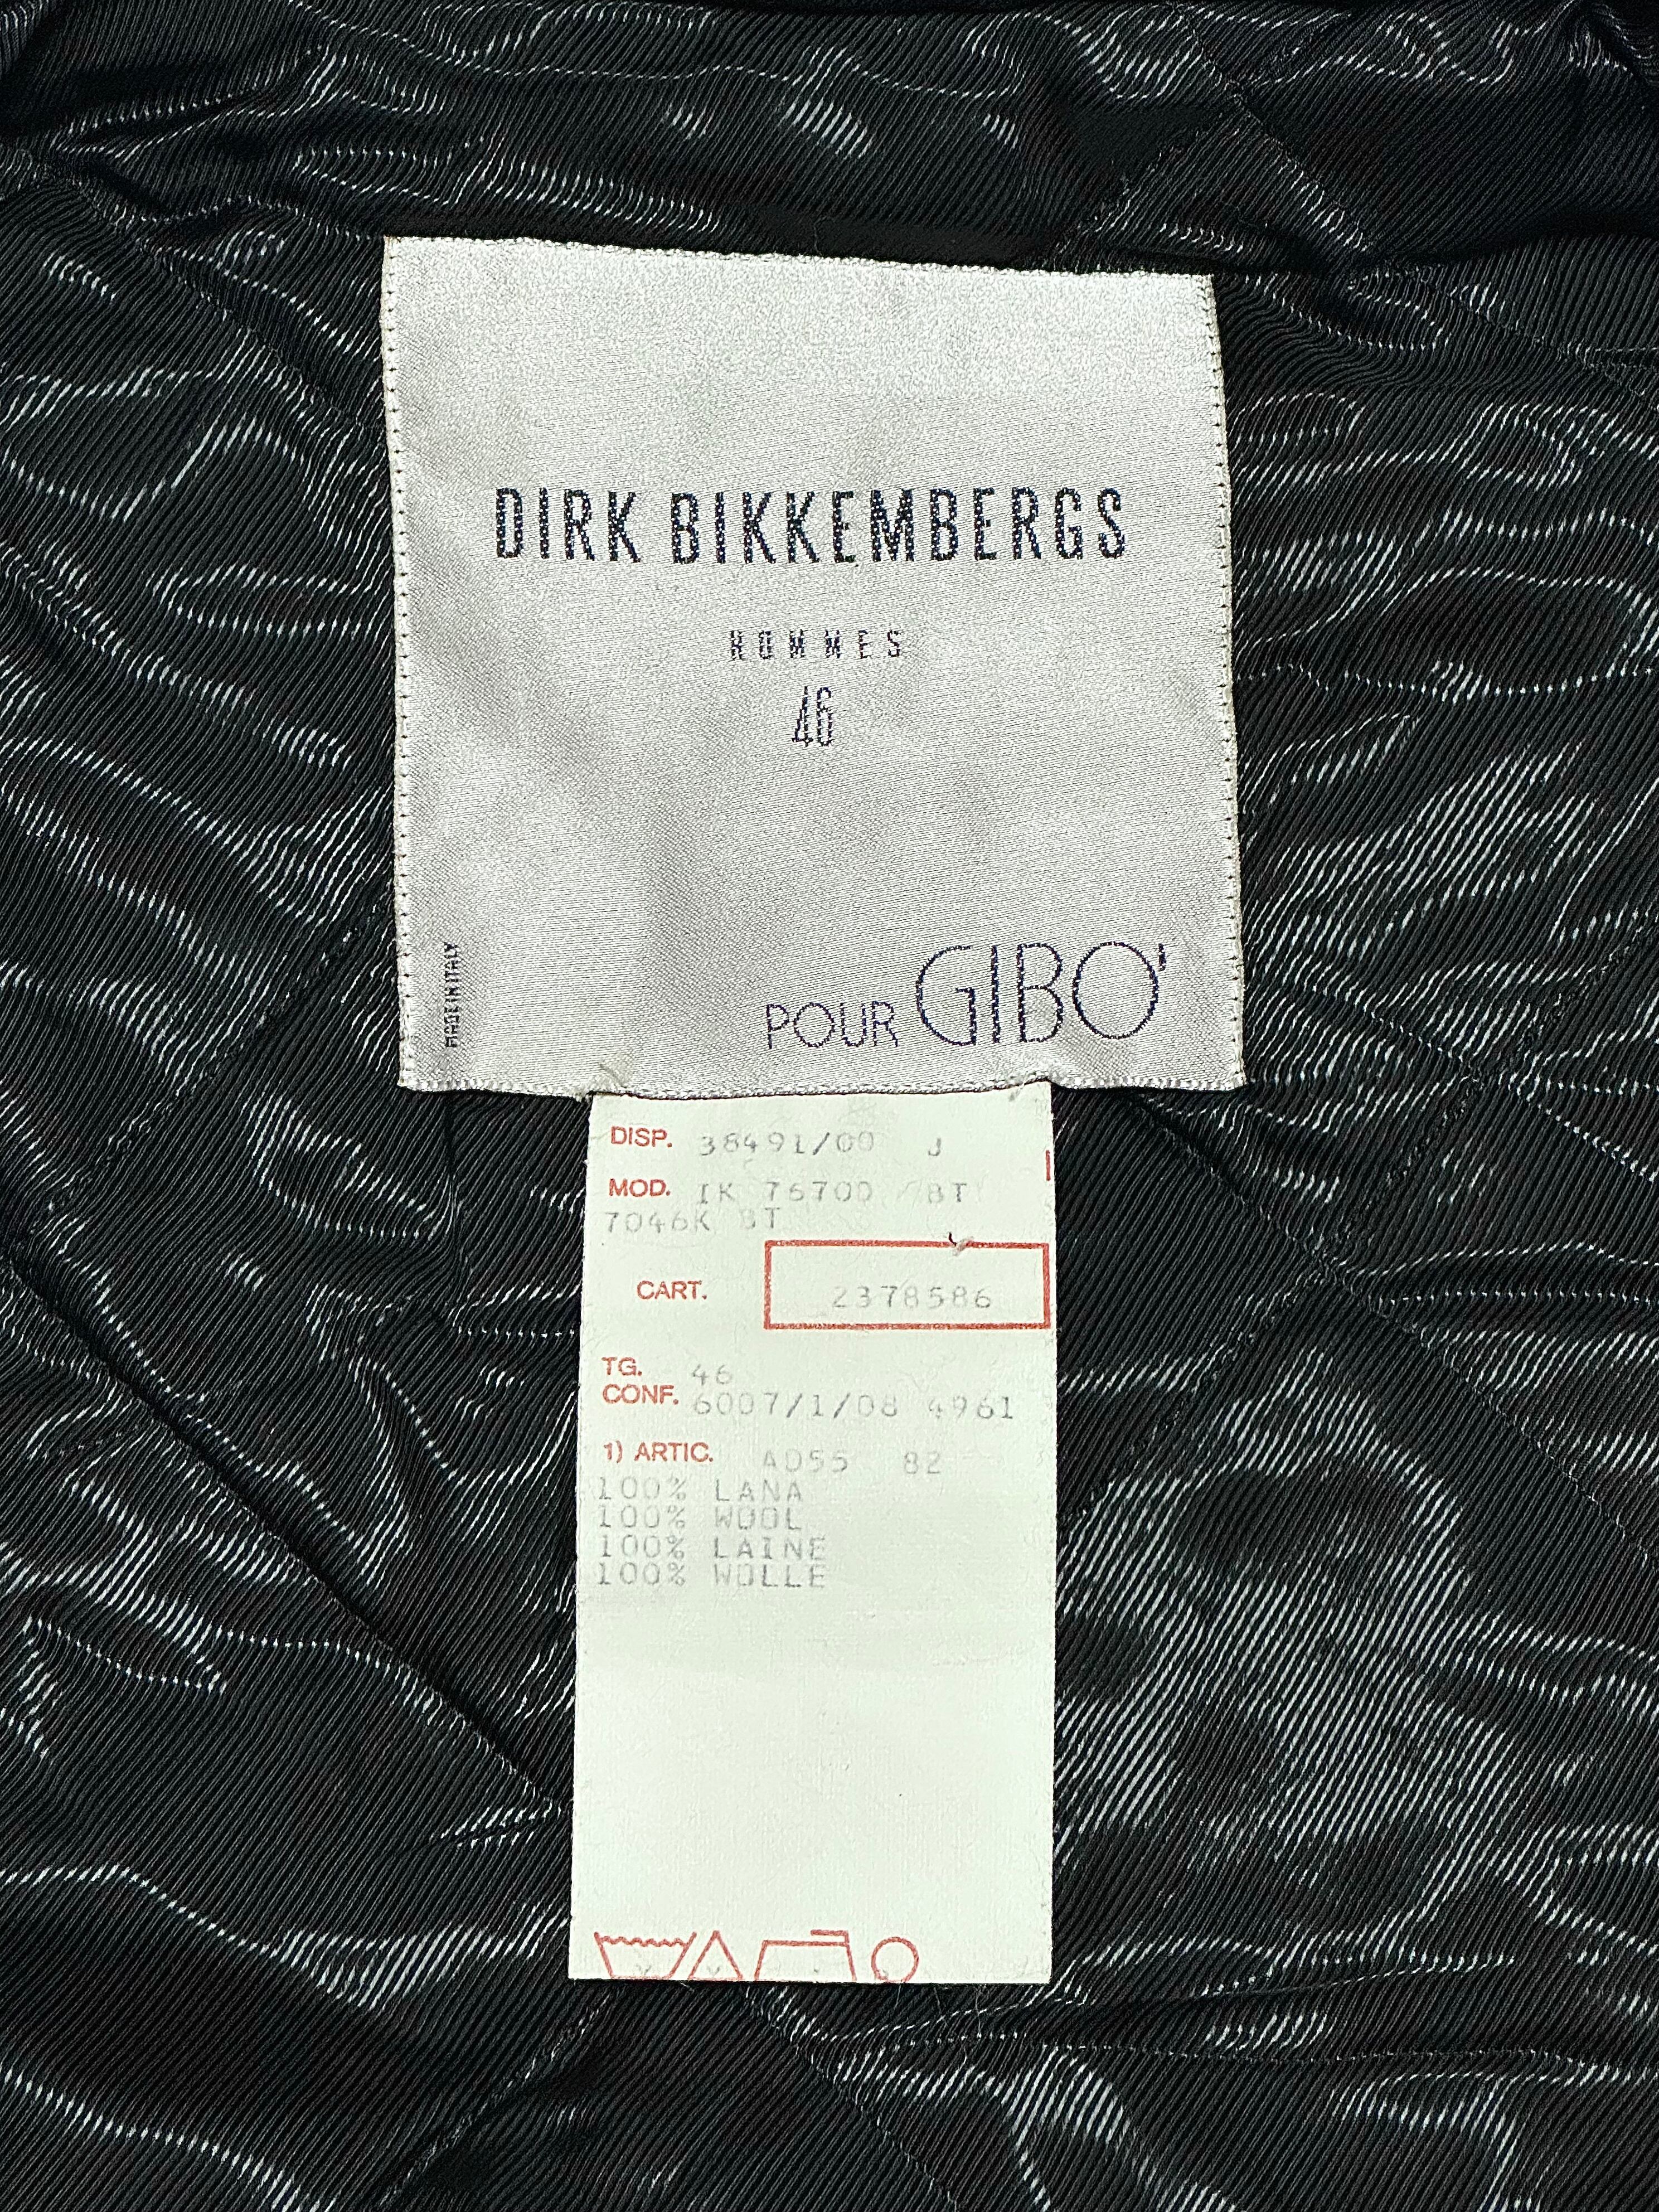 DIRK BIKKEMBERGS
HOMMES
46
MADE IN ITALY
POUR GIBO'
DISP. 38491/00 J
MOD. IK 76700 BT
7046K BT
CART. 2378586
TG. 46
CONF. 6007/1/08 4961
1) ARTIC. A055 82
100% LANA
100% WOOL
100% LAINE
100% WOLLE